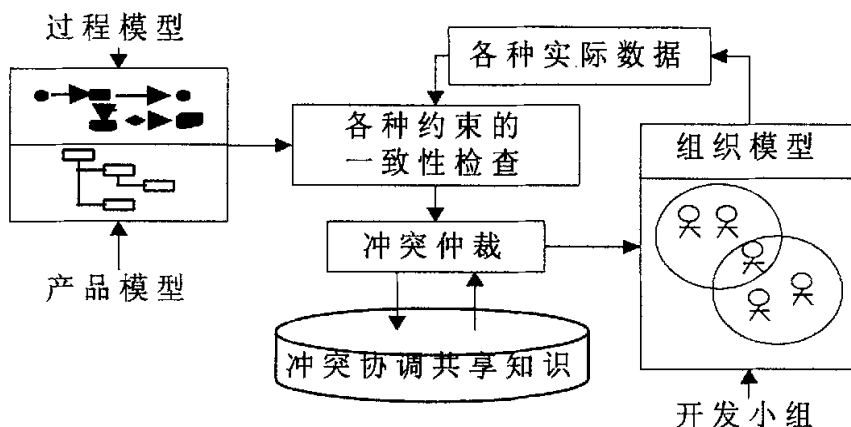 过程模型
各种实际数据
各种约束的
一致性检查
组织模型
冲突仲裁
产品模型
冲突协调共享知识
开发小组